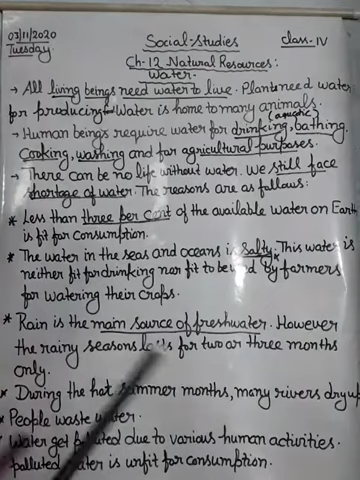 03/11/2020 Social-Studies class-IV
Tuesday
Ch-12 Natural Resources:
Water.
→ All living beings need water to live. Plants need water
for producing food. Water is home to many animals.
(aquatic)
→ Human beings require water for drinking, bathing,
Cooking, washing and for agricultural purposes.
→ There can be no life without water. We still face
shortage of water. The reasons are as follows:
* Less than three per cent of the available water on Earth
is fit for consumption.
* The water in the seas and oceans is salty. This water is
neither fit for drinking nor fit to be used by farmers
for watering their crops.
* Rain is the main source of freshwater. However
the rainy seasons lasts for two or three months
only.
* During the hot summer months, many rivers dry up
* People waste water.
* Water get polluted due to various human activities.
polluted water is unfit for consumption.